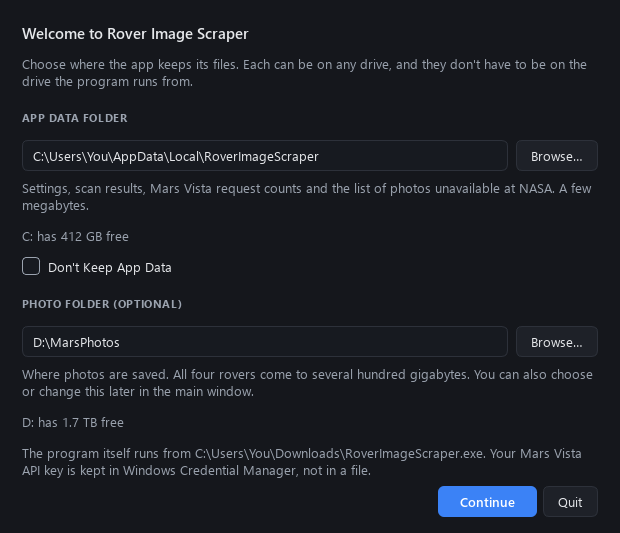 Welcome to Rover Image Scraper
Choose where the app keeps its files. Each can be on any drive, and they don't have to be on the
drive the program runs from.
APP DATA FOLDER
C:\Users\You\AppData\Local\RoverImageScraper
Browse...
Settings, scan results, Mars Vista request counts and the list of photos unavailable at NASA. A few
megabytes.
C: has 412 GB free
Don't Keep App Data
PHOTO FOLDER (OPTIONAL)
D:\MarsPhotos
Browse...
Where photos are saved. All four rovers come to several hundred gigabytes. You can also choose
or change this later in the main window.
D: has 1.7 TB free
The program itself runs from C:\Users\You\Downloads\RoverImageScraper.exe. Your Mars Vista
API key is kept in Windows Credential Manager, not in a file.
Continue
Quit